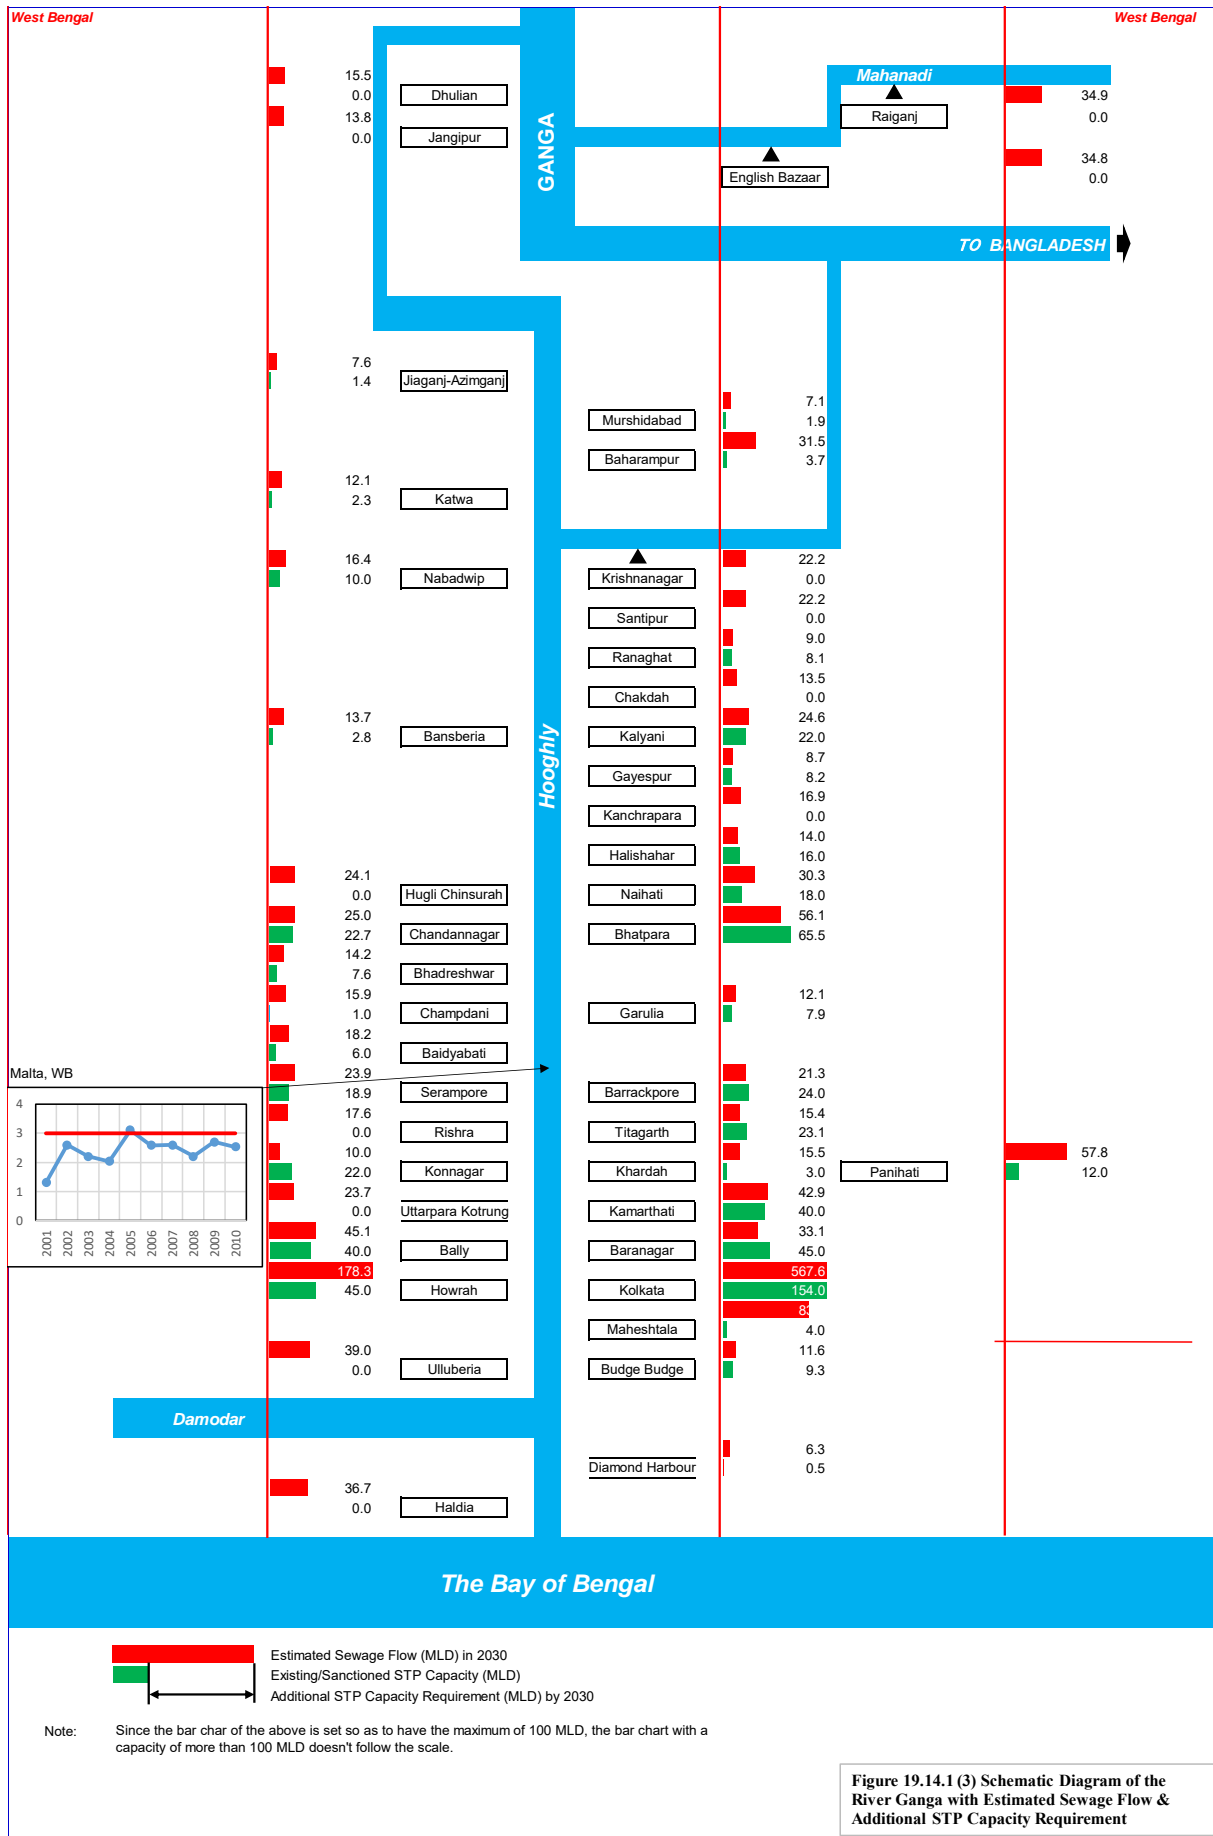 West Bengal
West Bengal
GANGA
Mahanadi
15.5
0.0
Dhulian
34.9
0.0
Raiganj
13.8
0.0
Jangipur
34.8
0.0
English Bazaar
TO BANGLADESH
7.6
1.4
Jiaganj-Azimganj
Murshidabad
7.1
1.9
Baharampur
31.5
3.7
12.1
2.3
Katwa
16.4
10.0
Nabadwip
Krishnanagar
22.2
0.0
Santipur
22.2
0.0
Ranaghat
9.0
8.1
Chakdah
13.5
0.0
13.7
2.8
Bansberia
Hooghly
Kalyani
24.6
22.0
Gayespur
8.7
8.2
Kanchrapara
16.9
0.0
Halishahar
14.0
16.0
24.1
0.0
Hugli Chinsurah
Naihati
30.3
18.0
25.0
22.7
Chandannagar
Bhatpara
56.1
65.5
14.2
7.6
Bhadreshwar
15.9
1.0
Champdani
Garulia
12.1
7.9
18.2
6.0
Baidyabati
Malta, WB
4
3
2
1
0
2001
2002
2003
2004
2005
2006
2007
2008
2009
2010
23.9
18.9
Serampore
Barrackpore
21.3
24.0
17.6
0.0
Rishra
Titagarth
15.4
23.1
10.0
22.0
Konnagar
Khardah
15.5
3.0
Panihati
57.8
12.0
23.7
0.0
Uttarpara Kotrung
Kamarthati
42.9
40.0
45.1
40.0
Bally
Baranagar
33.1
45.0
178.3
45.0
Howrah
Kolkata
567.6
154.0
Maheshtala
4.0
39.0
0.0
Ulluberia
Budge Budge
11.6
9.3
Damodar
Diamond Harbour
6.3
0.5
36.7
0.0
Haldia
The Bay of Bengal
Estimated Sewage Flow (MLD) in 2030
Existing/Sanctioned STP Capacity (MLD)
Additional STP Capacity Requirement (MLD) by 2030
Note: Since the bar char of the above is set so as to have the maximum of 100 MLD, the bar chart with a
capacity of more than 100 MLD doesn't follow the scale.
Figure 19.14.1 (3) Schematic Diagram of the
River Ganga with Estimated Sewage Flow &
Additional STP Capacity Requirement